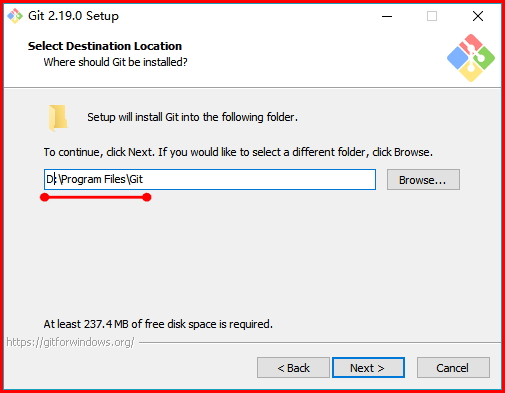 Git 2.19.0 Setup
Select Destination Location
Where should Git be installed?
Setup will install Git into the following folder.
To continue, click Next. If you would like to select a different folder, click Browse.
D:\Program Files\Git
Browse...
At least 237.4 MB of free disk space is required.
https://gitforwindows.org/
< Back
Next >
Cancel